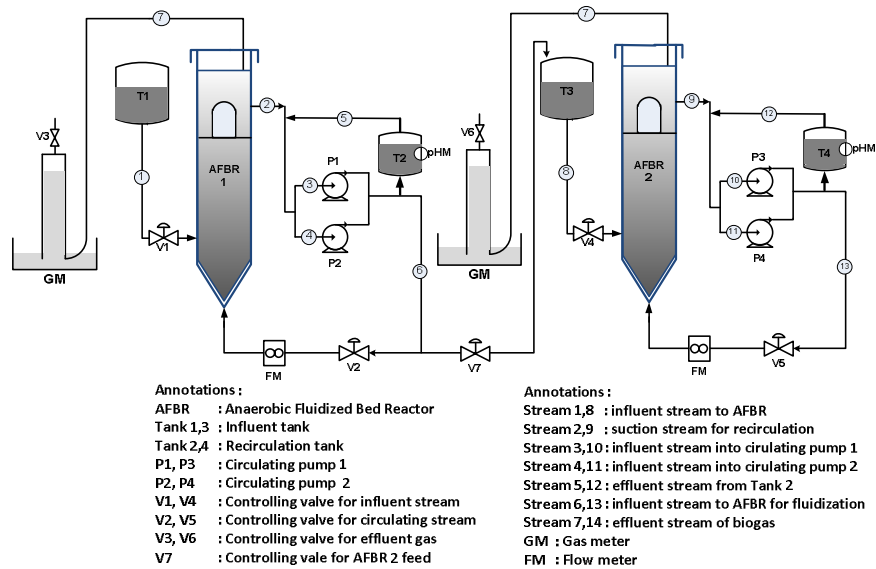 7
7
T1
2
9
T3
5
12
V3
V6
P1
T2
pHM
P3
T4
pHM
AFBR
1
AFBR
2
1
3
8
10
4
11
V1
P2
V4
P4
GM
6
GM
13
FM
V2
V7
FM
V5
Annotations :
AFBR : Anaerobic Fluidized Bed Reactor
Tank 1,3 : Influent tank
Tank 2,4 : Recirculation tank
P1, P3 : Circulating pump 1
P2, P4 : Circulating pump 2
V1, V4 : Controlling valve for influent stream
V2, V5 : Controlling valve for circulating stream
V3, V6 : Controlling valve for effluent gas
V7 : Controlling vale for AFBR 2 feed
Annotations :
Stream 1,8 : influent stream to AFBR
Stream 2,9 : suction stream for recirculation
Stream 3,10 : influent stream into cirulating pump 1
Stream 4,11 : influent stream into cirulating pump 2
Stream 5,12 : effluent stream from Tank 2
Stream 6,13 : influent stream to AFBR for fluidization
Stream 7,14 : effluent stream of biogas
GM : Gas meter
FM : Flow meter